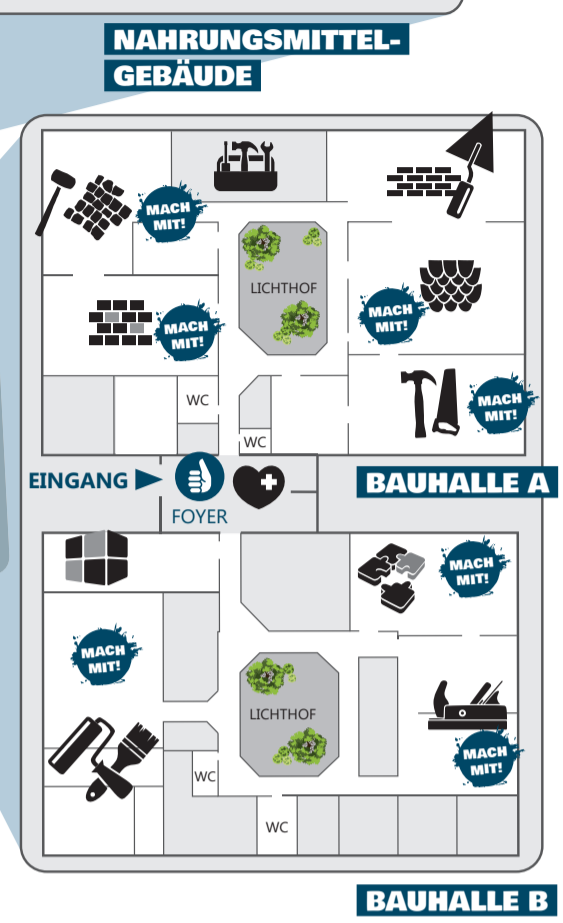 NAHRUNGSMITTEL-
GEBÄUDE
MACH
MIT!
LICHTHOF
MACH
MIT!
MACH
MIT!
WC
MACH
MIT!
WC
EINGANG
FOYER
BAUHALLE A
MACH
MIT!
MACH
MIT!
LICHTHOF
MACH
MIT!
WC
WC
BAUHALLE B